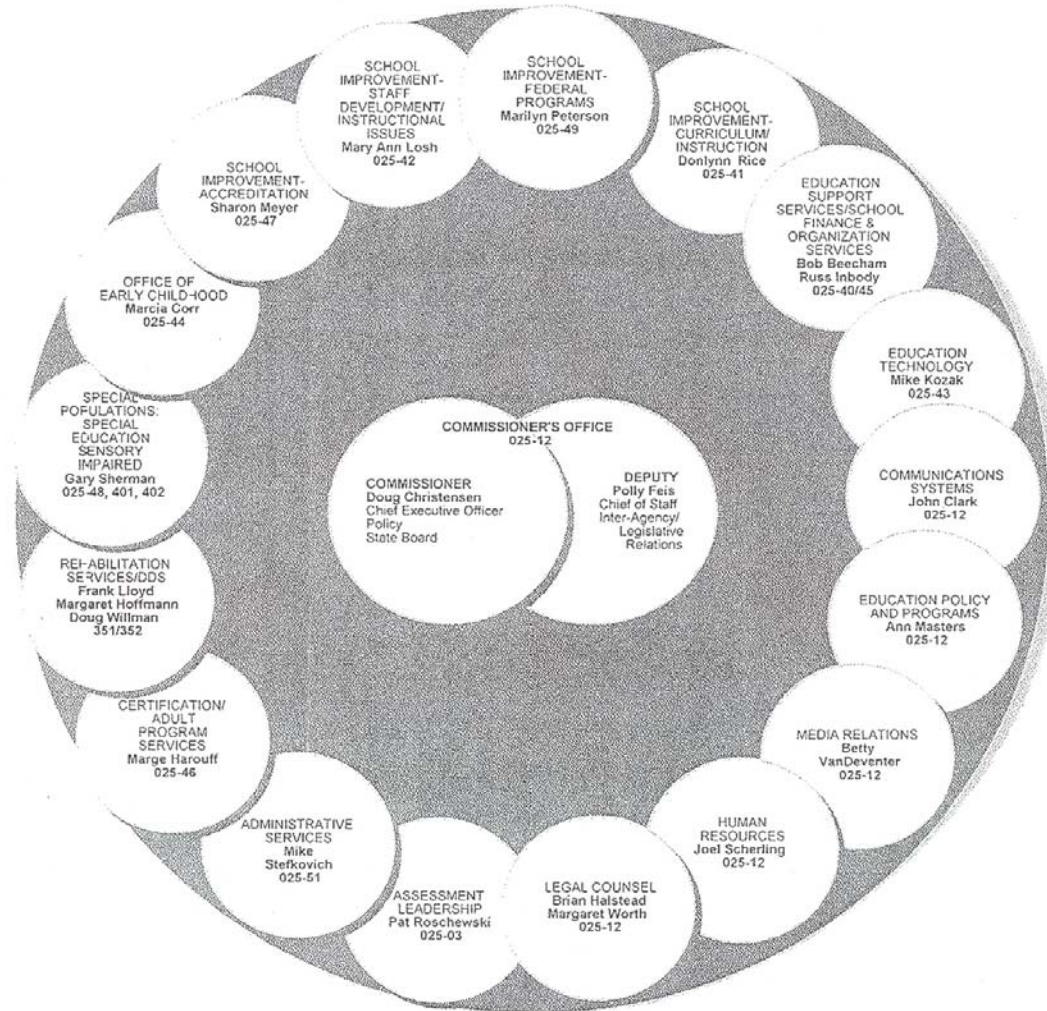 SCHOOL
IMPROVEMENT-
FEDERAL
PROGRAMS
Marilyn Peterson
025-49
SCHOOL
IMPROVEMENT-
CURRICULUM/
INSTRUCTION
Donlynn Rice
025-41
EDUCATION
SUPPORT
SERVICES/SCHOOL
FINANCE &
ORGANIZATION
SERVICES
Bob Beecham
Russ Inbody
025-40/45
EDUCATION
TECHNOLOGY
Mike Kozak
025-43
COMMUNICATIONS
SYSTEMS
John Clark
025-12
EDUCATION POLICY
AND PROGRAMS
Ann Masters
025-12
MEDIA RELATIONS
Betty
VanDeventer
025-12
HUMAN
RESOURCES
Joel Scherling
025-12
LEGAL COUNSEL
Brian Halstead
Margaret Worth
025-12
ASSESSMENT
LEADERSHIP
Pat Roschewski
025-03
ADMINISTRATIVE
SERVICES
Mike
Stefkovich
025-51
CERTIFICATION/
ADULT
PROGRAM
SERVICES
Marge Harouff
025-46
REHABILITATION
SERVICES/DDS
Frank Lloyd
Margaret Hoffmann
Doug Willman
351/352
SPECIAL
POPULATIONS:
SPECIAL
EDUCATION
SENSORY
IMPAIRED
Gary Sherman
025-48, 401, 402
OFFICE OF
EARLY CHILDHOOD
Marcia Corr
025-44
SCHOOL
IMPROVEMENT-
ACCREDITATION
Sharon Meyer
025-47
SCHOOL
IMPROVEMENT-
STAFF
DEVELOPMENT/
INSTRUCTIONAL
ISSUES
Mary Ann Losh
025-42
COMMISSIONER'S OFFICE
025-12
COMMISSIONER
Doug Christensen
Chief Executive Officer
Policy
State Board
DEPUTY
Polly Feis
Chief of Staff
Inter-Agency/
Legislative
Relations